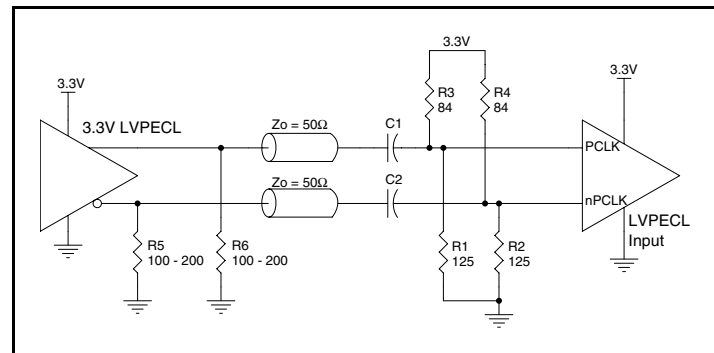 3.3V
3.3V
3.3V
R3
84
R4
84
3.3V LVPECL
Zo = 50Ω
C1
PCLK
Zo = 50Ω
C2
nPCLK
LVPECL
Input
R5
100 - 200
R6
100 - 200
R1
125
R2
125